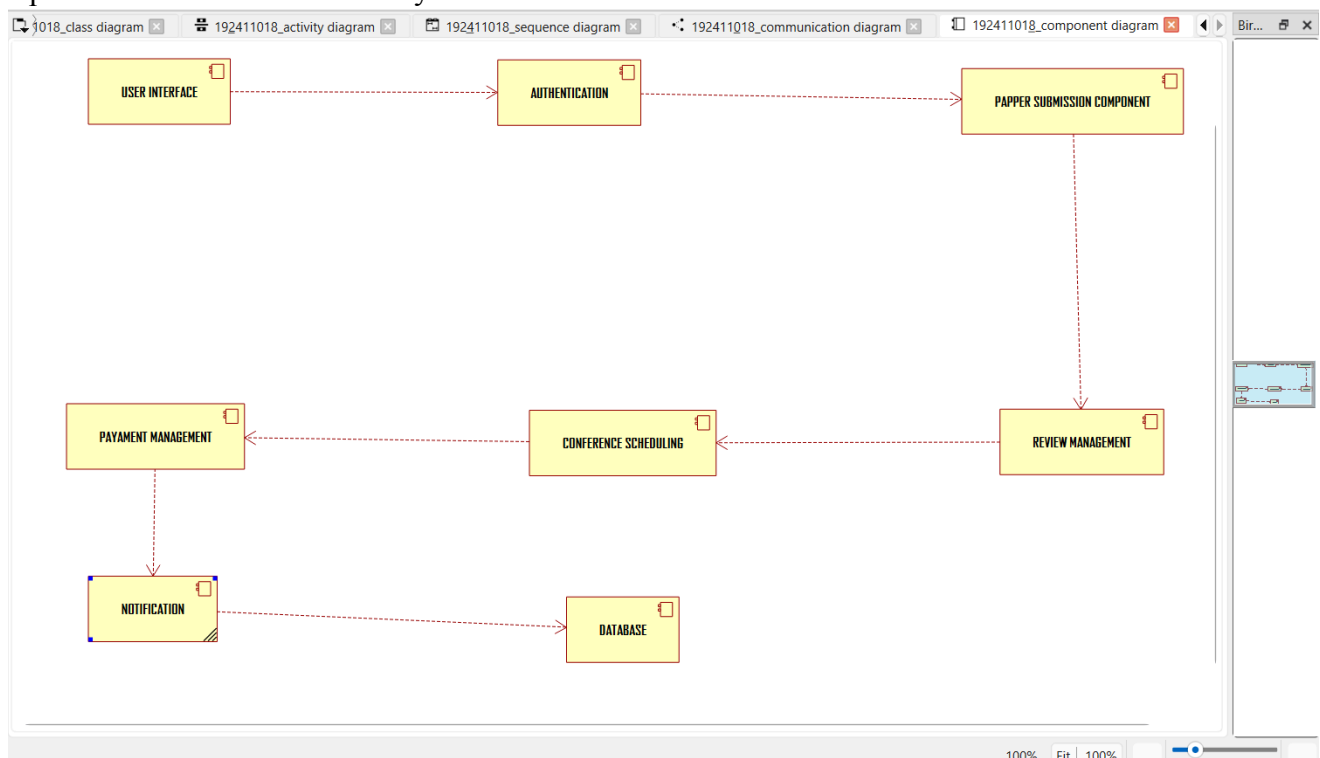 1018_class diagram
192411018_activity diagram
192411018_sequence diagram
192411018_communication diagram
192411018_component diagram
Bir...
USER INTERFACE
AUTHENTICATION
PAPPER SUBMISSION COMPONENT
PAYAMENT MANAGEMENT
CONFERENCE SCHEDULING
REVIEW MANAGEMENT
NOTIFICATION
DATABASE
100% Fit 100%